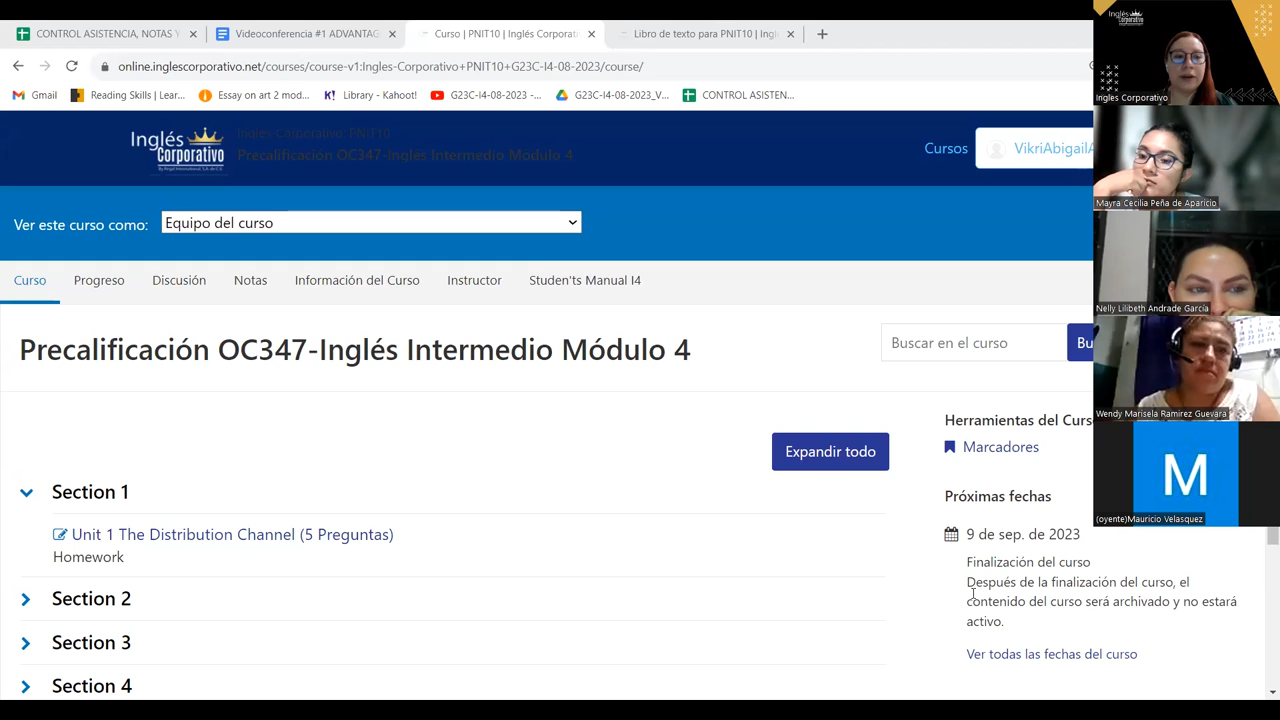 CONTROL ASISTENCIA, NOTAS Y
Videoconferencia #1 ADVANTAG
Curso | PNIT10 | Inglés Corporat
Libro de texto para PNIT10 | Ingl
online.inglescorporativo.net/courses/course-v1:Ingles-Corporativo+PNIT10+G23C-I4-08-2023/course/
Gmail
Reading Skills | Lear...
Essay on art 2 mod...
Library - Kahoot!
G23C-I4-08-2023 -...
G23C-I4-08-2023_V...
CONTROL ASISTEN...
Inglés
Corporativo
Ingles Corporativo: PNIT10
Precalificación OC347-Inglés Intermedio Módulo 4
Cursos
VikriAbigailA
Ver este curso como:
Equipo del curso
Curso
Progreso
Discusión
Notas
Información del Curso
Instructor
Studen'ts Manual I4
Precalificación OC347-Inglés Intermedio Módulo 4
Buscar en el curso
Bu
Expandir todo
Section 1
Unit 1 The Distribution Channel (5 Preguntas)
Homework
Section 2
Section 3
Section 4
Herramientas del Curs
Marcadores
Próximas fechas
9 de sep. de 2023
Finalización del curso
Después de la finalización del curso, el
contenido del curso será archivado y no estará
activo.
Ver todas las fechas del curso
Inglés
Corporativo
Ingles Corporativo
Mayra Cecilia Peña de Aparicio
Nelly Lilibeth Andrade García
Wendy Marisela Ramirez Guevara
M
(oyente)Mauricio Velasquez